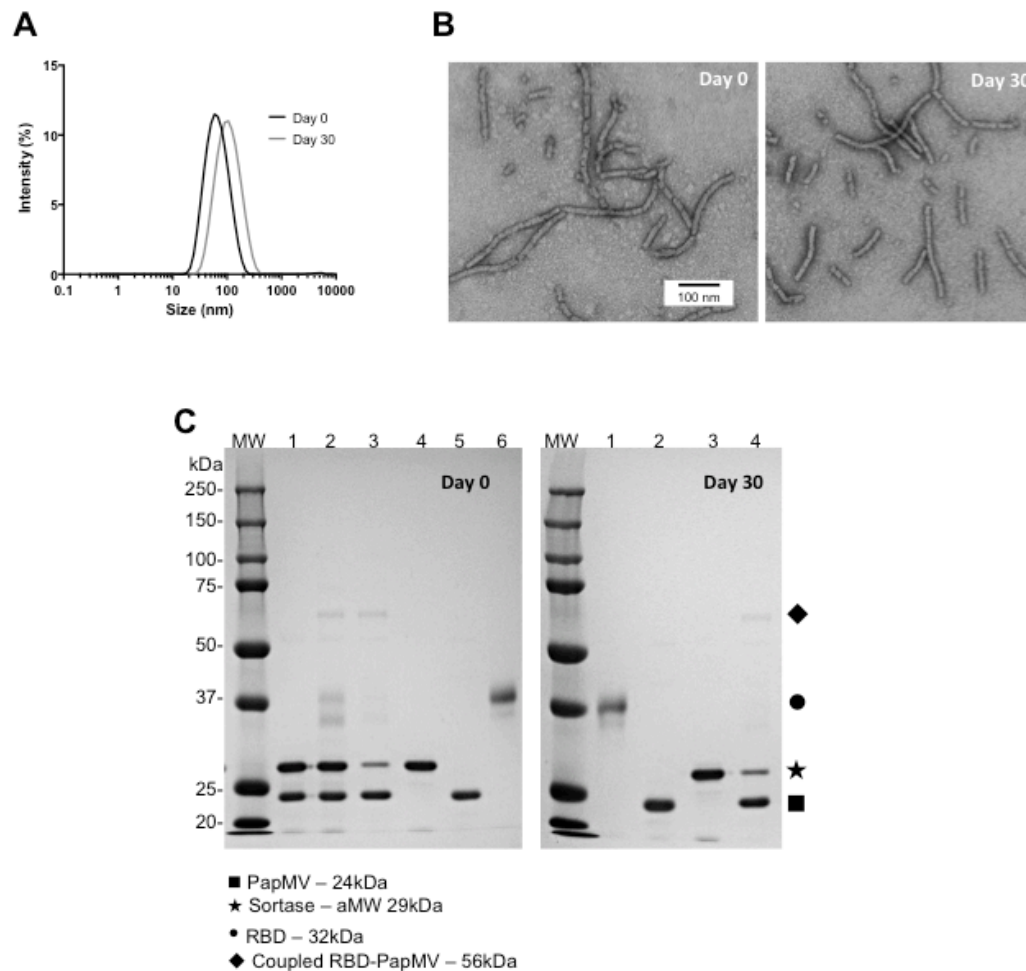 A
15
10
5
0
Intensity (%)
0.1 1 10 100 1000 10000
Size (nm)
Day 0
Day 30
B
Day 0
100 nm
Day 30
C
MW 1 2 3 4 5 6
kDa
250-
150-
100-
75-
50-
37-
25-
20-
Day 0
MW 1 2 3 4
Day 30
■ PapMV – 24kDa
★ Sortase – aMW 29kDa
● RBD – 32kDa
◆ Coupled RBD-PapMV – 56kDa